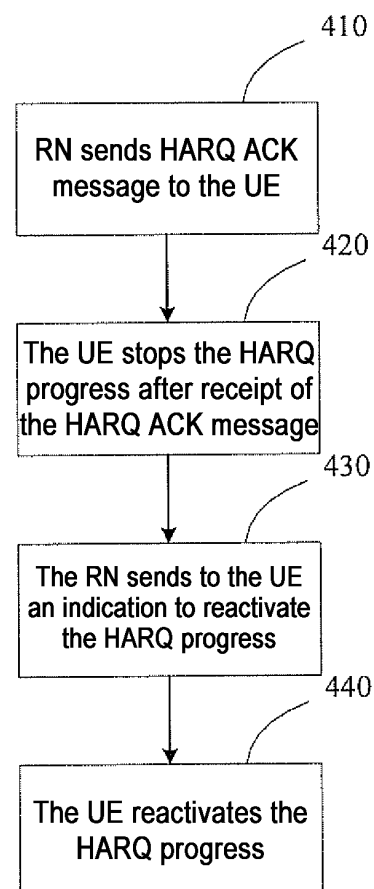 410
RN sends HARQ ACK
message to the UE
420
The UE stops the HARQ
progress after receipt of
the HARQ ACK message
430
The RN sends to the UE
an indication to reactivate
the HARQ progress
440
The UE reactivates the
HARQ progress